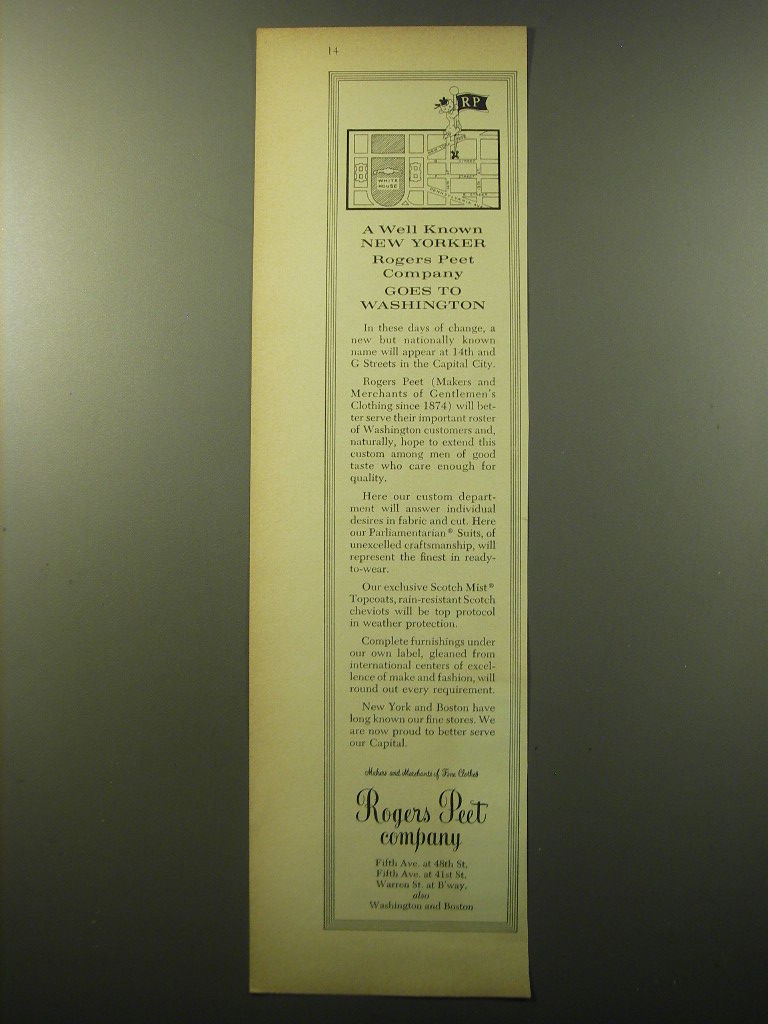 14
RP
NEW YORK AVE
WHITE
HOUSE
PENNSYLVANIA AVE
A Well Known
NEW YORKER
Rogers Peet
Company
GOES TO
WASHINGTON
In these days of change, a
new but nationally known
name will appear at 14th and
G Streets in the Capital City.
Rogers Peet (Makers and
Merchants of Gentlemen's
Clothing since 1874) will bet-
ter serve their important roster
of Washington customers and,
naturally, hope to extend this
custom among men of good
taste who care enough for
quality.
Here our custom depart-
ment will answer individual
desires in fabric and cut. Here
our Parliamentarian® Suits, of
unexcelled craftsmanship, will
represent the finest in ready-
to-wear.
Our exclusive Scotch Mist®
Topcoats, rain-resistant Scotch
cheviots will be top protocol
in weather protection.
Complete furnishings under
our own label, gleaned from
international centers of excel-
lence of make and fashion, will
round out every requirement.
New York and Boston have
long known our fine stores. We
are now proud to better serve
our Capital.
Makers and Merchants of Fine Clothes
Rogers Peet
company
Fifth Ave. at 48th St.
Fifth Ave. at 41st St.
Warren St. at B'way.
also
Washington and Boston